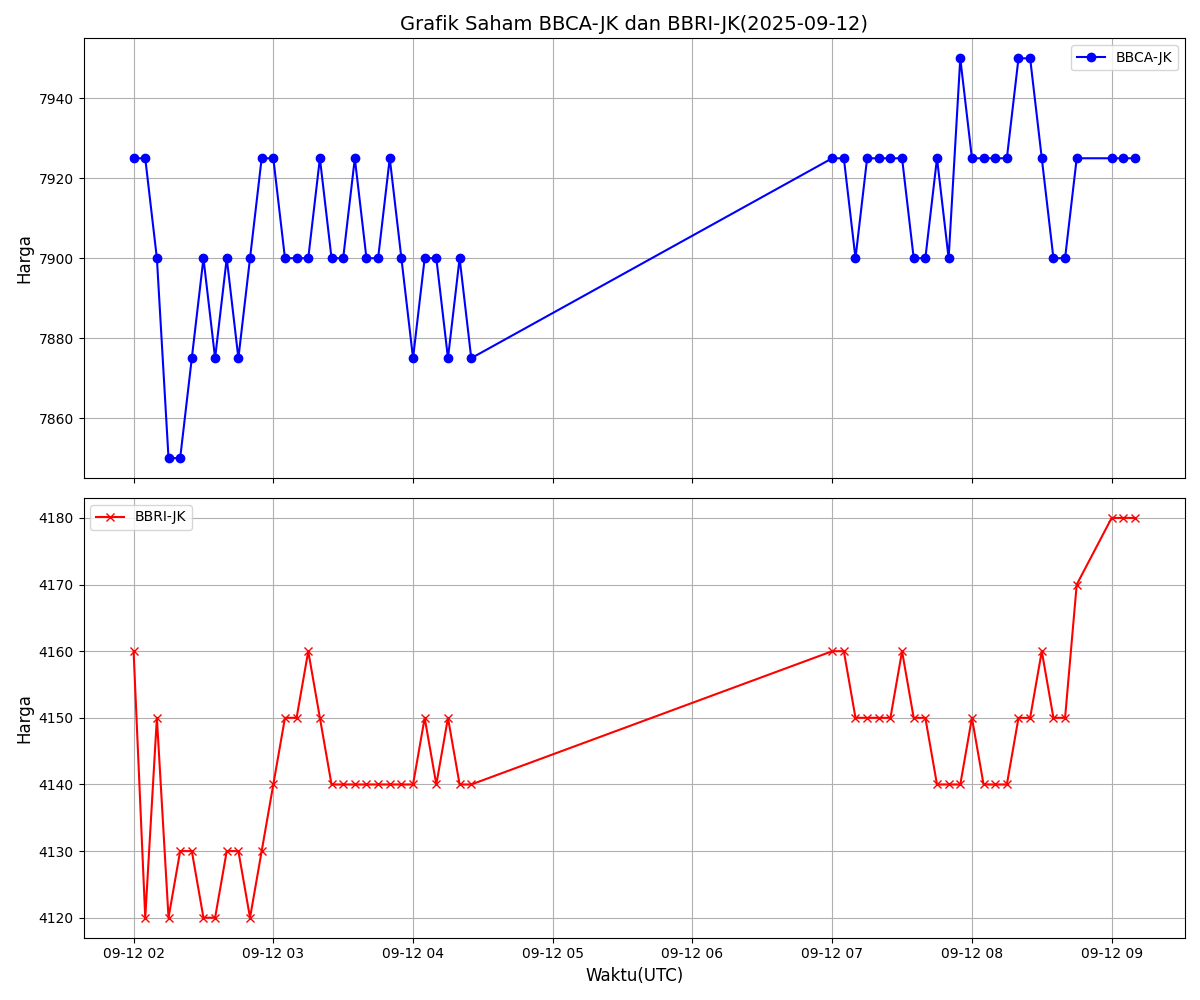 Grafik Saham BBCA-JK dan BBRI-JK(2025-09-12)
BBCA-JK
7940
7920
7900
7880
7860
Harga
BBRI-JK
4180
4170
4160
4150
4140
4130
4120
Harga
09-12 02 09-12 03 09-12 04 09-12 05 09-12 06 09-12 07 09-12 08 09-12 09
Waktu(UTC)